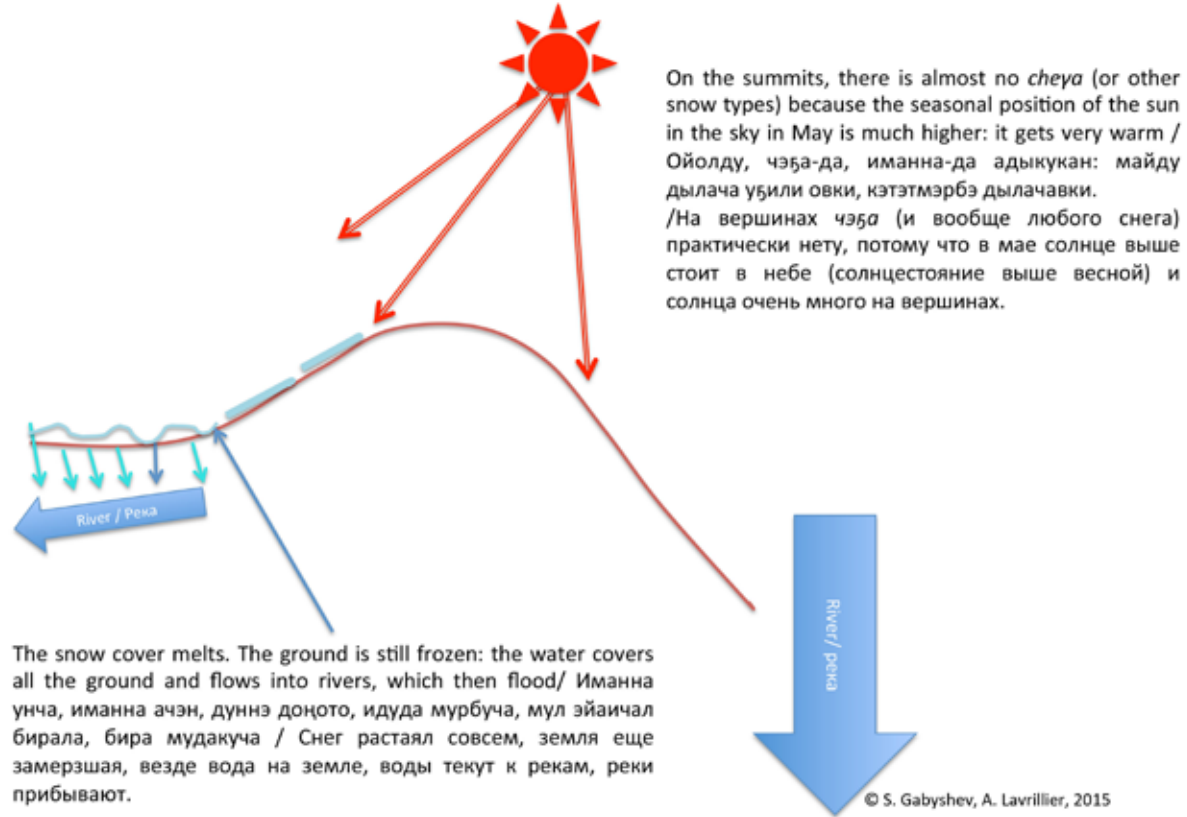 On the summits, there is almost no cheγa (or other
snow types) because the seasonal position of the sun
in the sky in May is much higher: it gets very warm /
Ойолду, чэҕа-да, иманна-да адыкукан: майду
дылача уҕили овки, кэтэтмэрбэ дылачавки.
/На вершинах чэҕа (и вообще любого снега)
практически нету, потому что в мае солнце выше
стоит в небе (солнцестояние выше весной) и
солнца очень много на вершинах.
River / Река
River/ река
The snow cover melts. The ground is still frozen: the water covers
all the ground and flows into rivers, which then flood/ Иманна
унча, иманна ачэн, дуннэ доӊото, идуда мурбуча, мул эйаичал
бирала, бира мудакуча / Снег растаял совсем, земля еще
замерзшая, везде вода на земле, воды текут к рекам, реки
прибывают.
© S. Gabyshev, A. Lavrillier, 2015